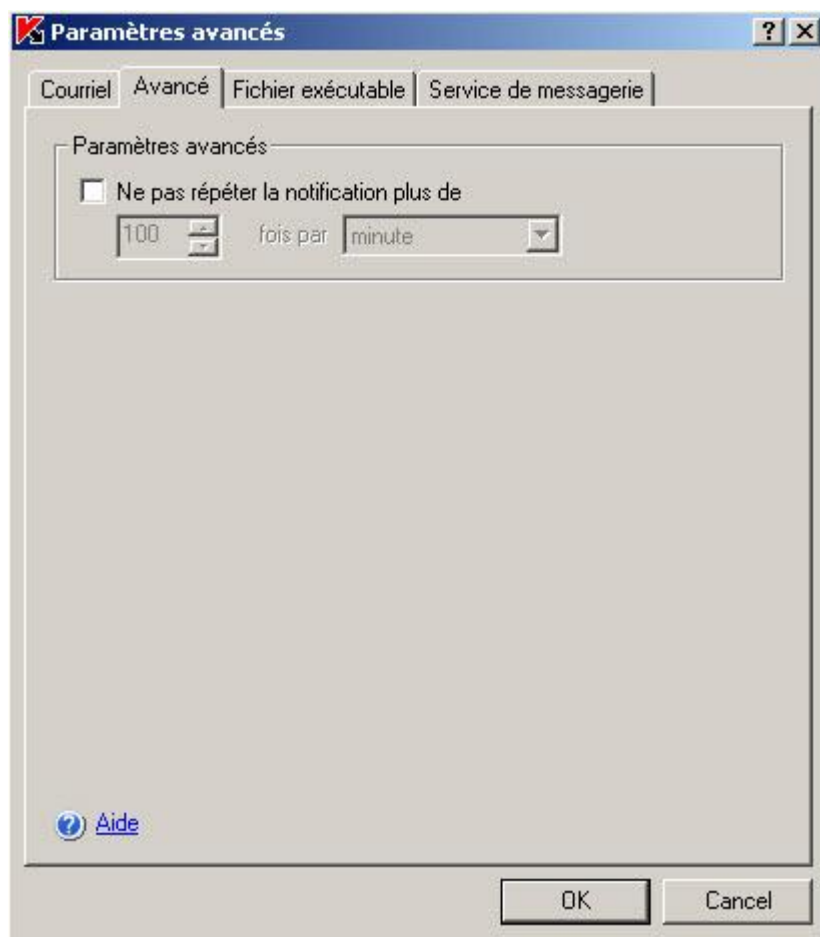 Paramètres avancés
Courriel Avancé Fichier exécutable Service de messagerie
Paramètres avancés
Ne pas répéter la notification plus de
100 fois par minute
Aide
OK Cancel